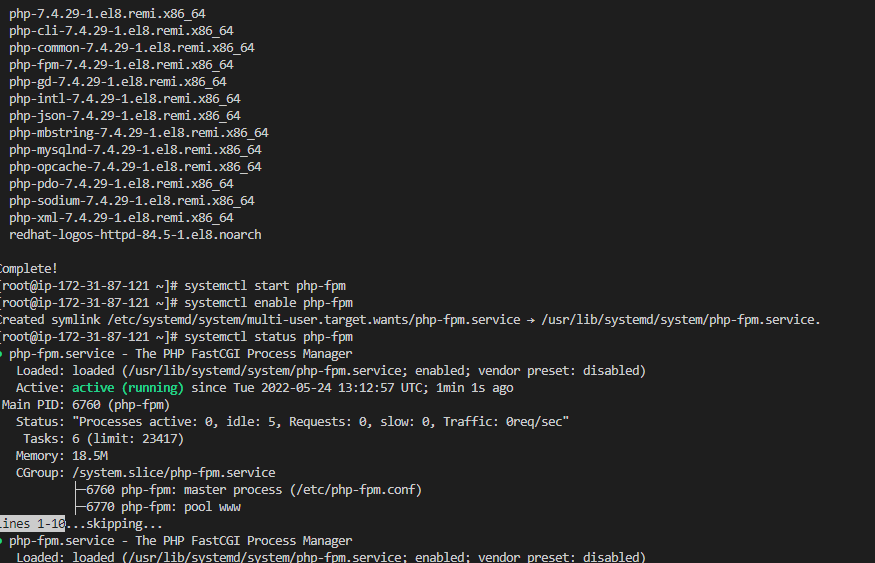 php-7.4.29-1.el8.remi.x86_64
php-cli-7.4.29-1.el8.remi.x86_64
php-common-7.4.29-1.el8.remi.x86_64
php-fpm-7.4.29-1.el8.remi.x86_64
php-gd-7.4.29-1.el8.remi.x86_64
php-intl-7.4.29-1.el8.remi.x86_64
php-json-7.4.29-1.el8.remi.x86_64
php-mbstring-7.4.29-1.el8.remi.x86_64
php-mysqlnd-7.4.29-1.el8.remi.x86_64
php-opcache-7.4.29-1.el8.remi.x86_64
php-pdo-7.4.29-1.el8.remi.x86_64
php-sodium-7.4.29-1.el8.remi.x86_64
php-xml-7.4.29-1.el8.remi.x86_64
redhat-logos-httpd-84.5-1.el8.noarch
Complete!
[root@ip-172-31-87-121 ~]# systemctl start php-fpm
[root@ip-172-31-87-121 ~]# systemctl enable php-fpm
Created symlink /etc/systemd/system/multi-user.target.wants/php-fpm.service → /usr/lib/systemd/system/php-fpm.service.
[root@ip-172-31-87-121 ~]# systemctl status php-fpm
● php-fpm.service - The PHP FastCGI Process Manager
Loaded: loaded (/usr/lib/systemd/system/php-fpm.service; enabled; vendor preset: disabled)
Active: active (running) since Tue 2022-05-24 13:12:57 UTC; 1min 1s ago
Main PID: 6760 (php-fpm)
Status: "Processes active: 0, idle: 5, Requests: 0, slow: 0, Traffic: 0req/sec"
Tasks: 6 (limit: 23417)
Memory: 18.5M
CGroup: /system.slice/php-fpm.service
├─6760 php-fpm: master process (/etc/php-fpm.conf)
├─6770 php-fpm: pool www
lines 1-10...skipping...
● php-fpm.service - The PHP FastCGI Process Manager
Loaded: loaded (/usr/lib/systemd/system/php-fpm.service; enabled; vendor preset: disabled)